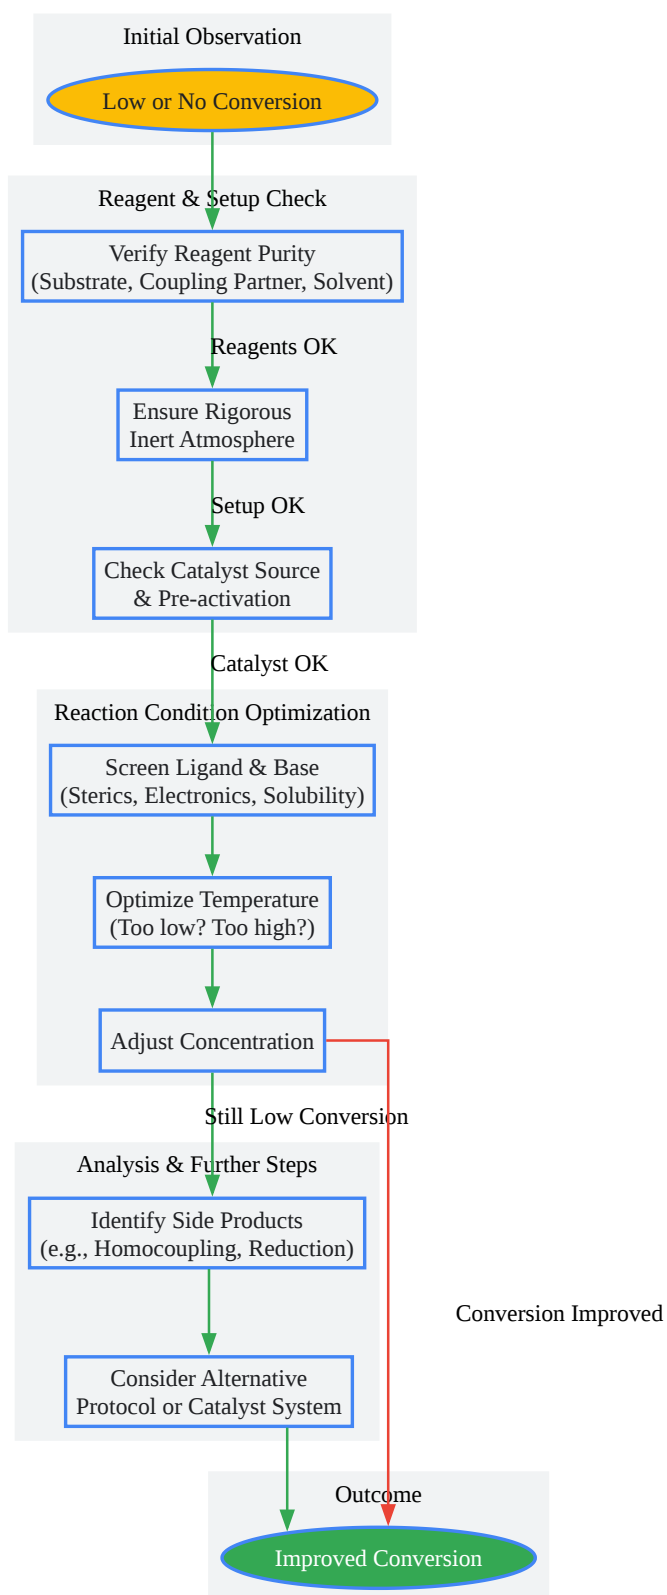 Initial Observation
Low or No Conversion
Reagent & Setup Check
Verify Reagent Purity
(Substrate, Coupling Partner, Solvent)
Reagents OK
Ensure Rigorous
Inert Atmosphere
Setup OK
Check Catalyst Source
& Pre-activation
Catalyst OK
Reaction Condition Optimization
Screen Ligand & Base
(Sterics, Electronics, Solubility)
Optimize Temperature
(Too low? Too high?)
Adjust Concentration
Still Low Conversion
Analysis & Further Steps
Identify Side Products
(e.g., Homocoupling, Reduction)
Conversion Improved
Consider Alternative
Protocol or Catalyst System
Outcome
Improved Conversion